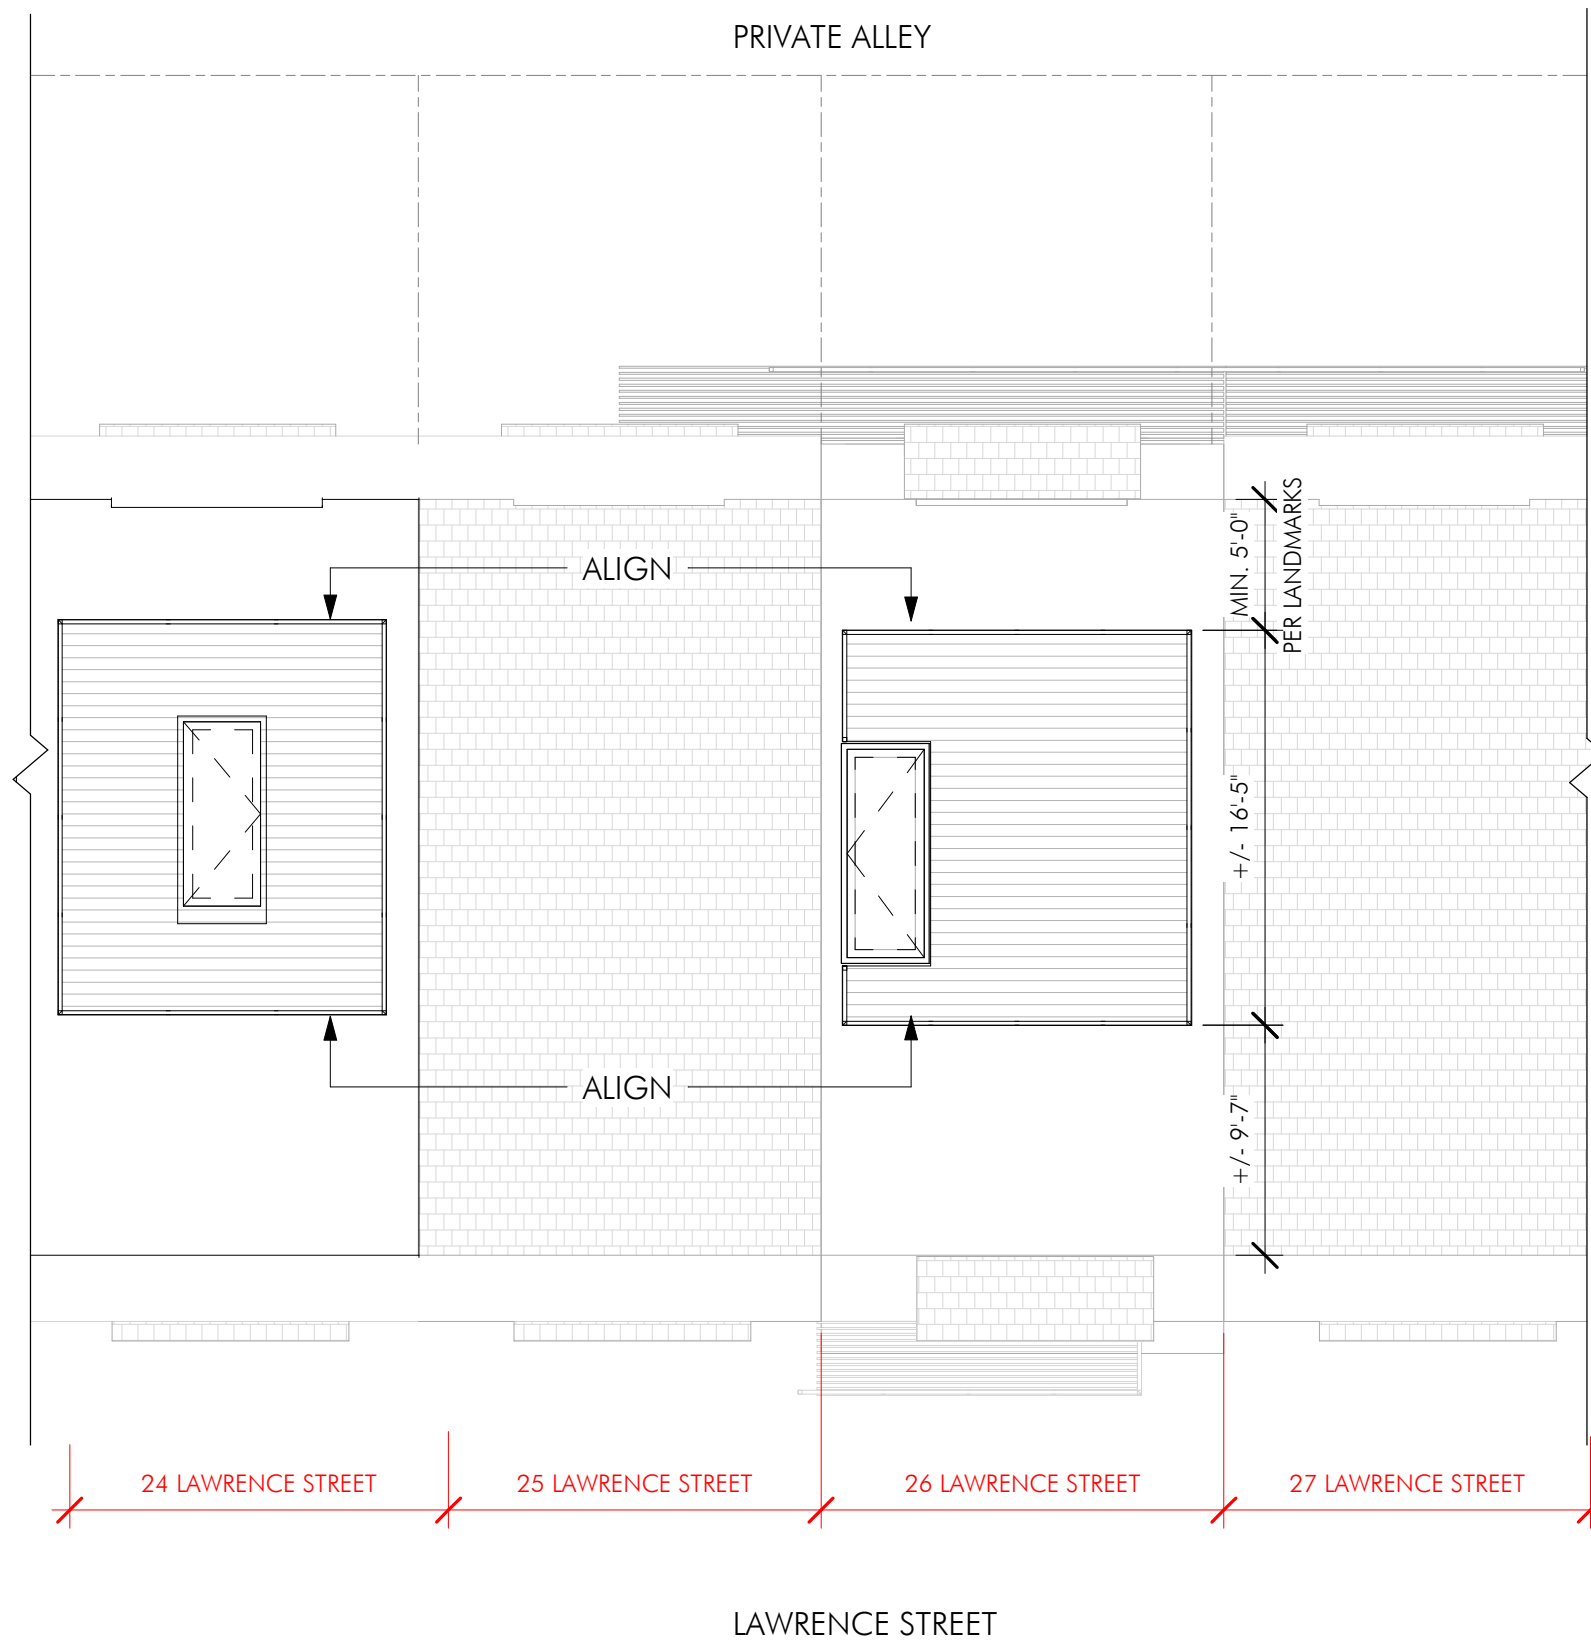 PRIVATE ALLEY
ALIGN
MIN. 5'-0"
PER LANDMARKS
+/- 16'-5"
ALIGN
+/- 9'-7"
24 LAWRENCE STREET
25 LAWRENCE STREET
26 LAWRENCE STREET
27 LAWRENCE STREET
LAWRENCE STREET